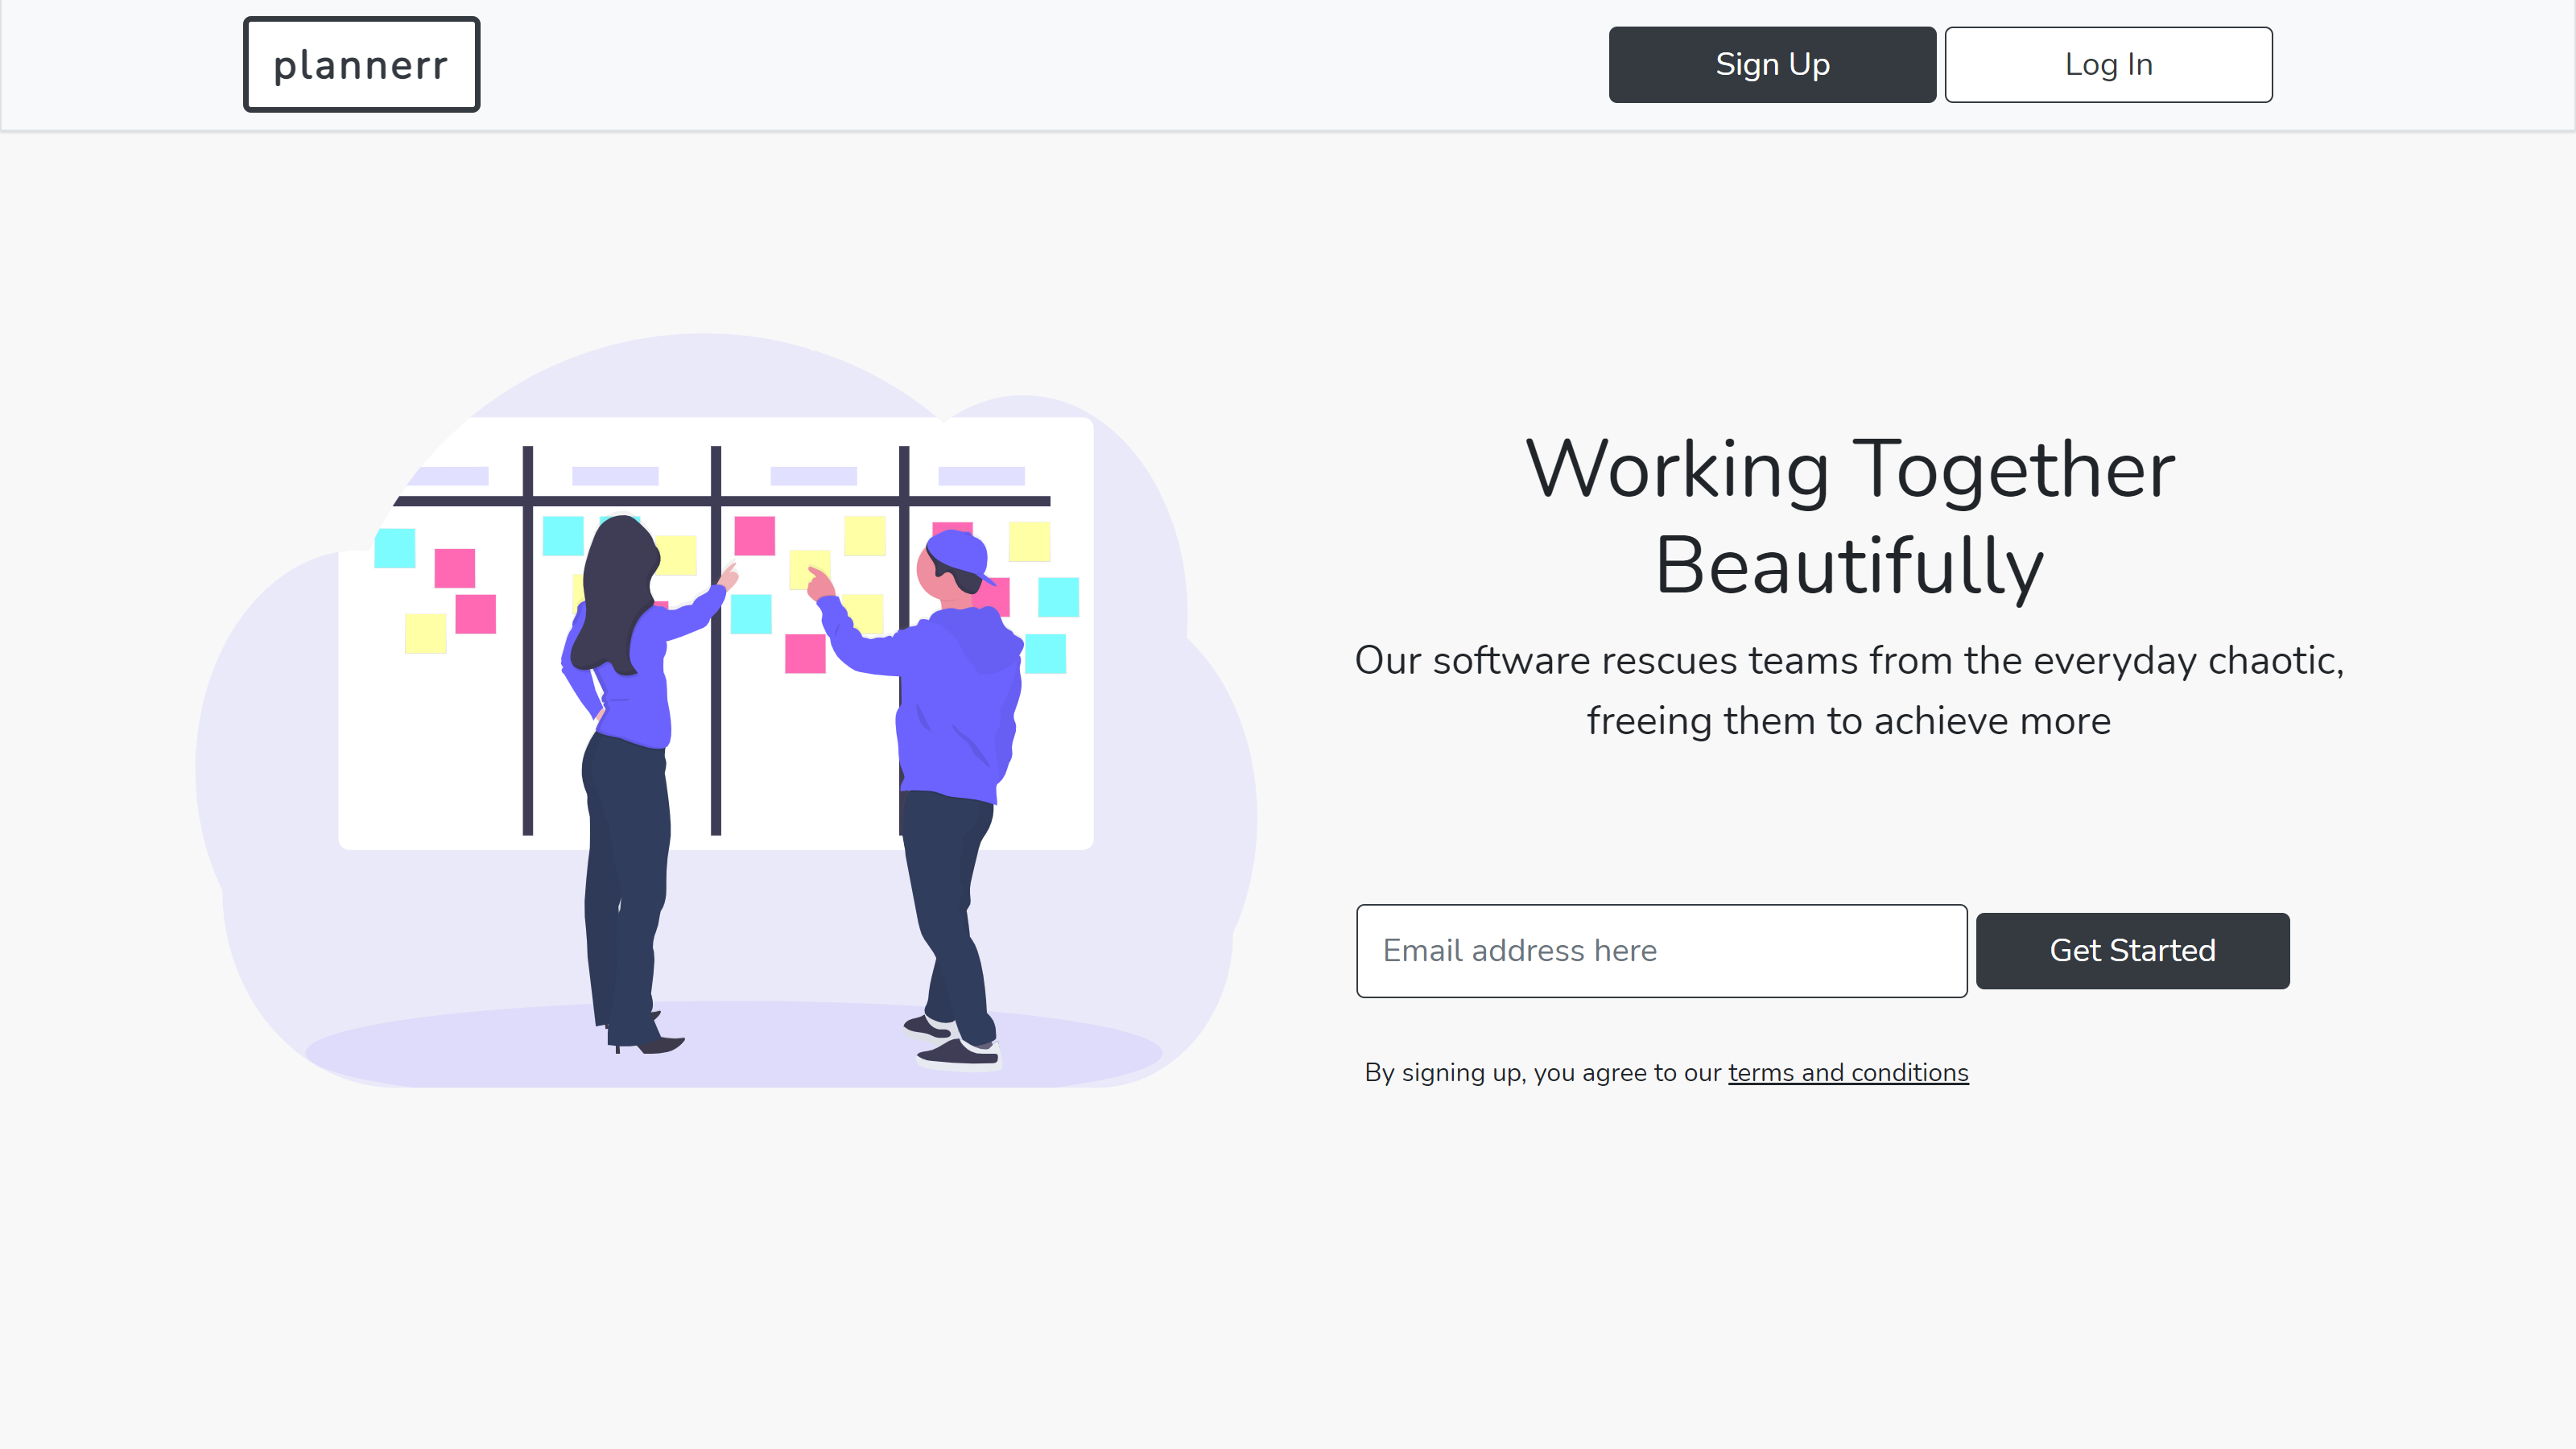 plannerr
Sign Up
Log In
Working Together
Beautifully
Our software rescues teams from the everyday chaotic,
freeing them to achieve more
Email address here
Get Started
By signing up, you agree to our terms and conditions